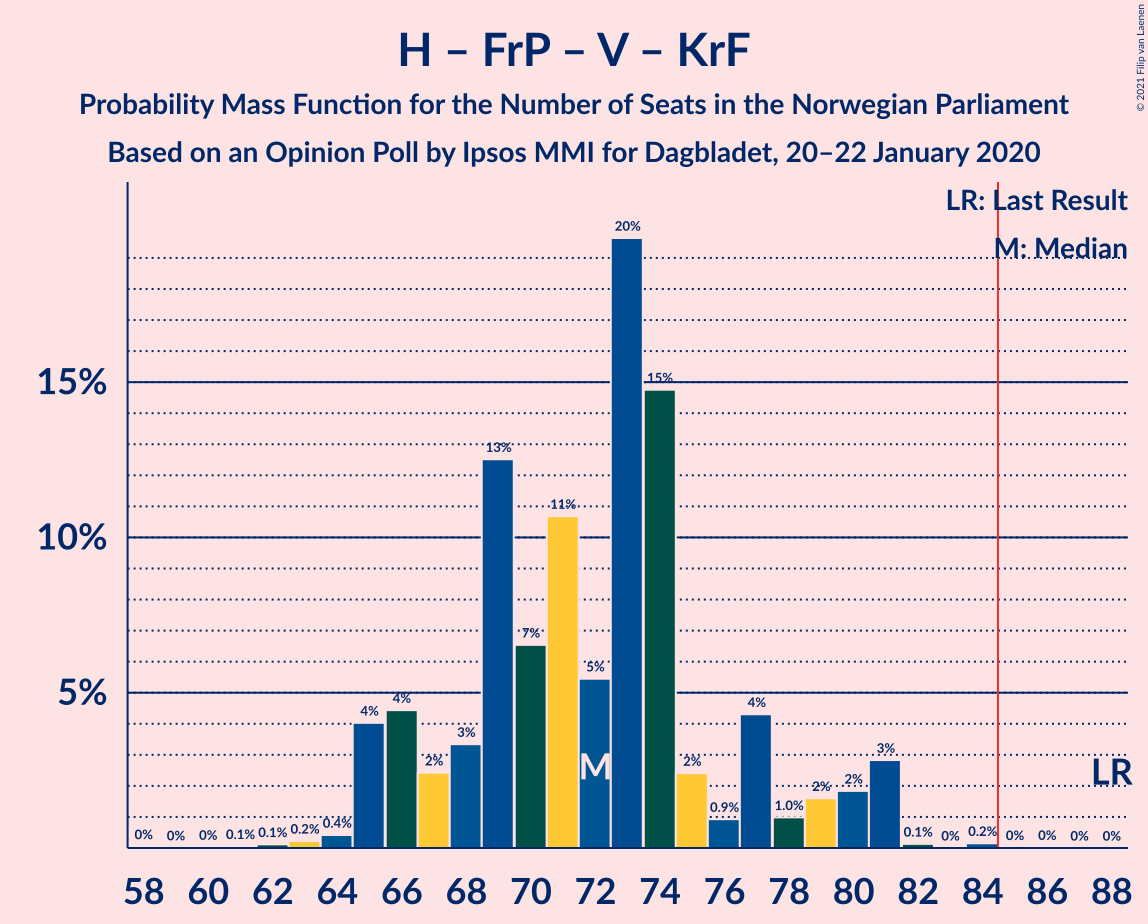 H – FrP – V – KrF
Probability Mass Function for the Number of Seats in the Norwegian Parliament
Based on an Opinion Poll by Ipsos MMI for Dagbladet, 20–22 January 2020
© 2021 Filip van Laenen
LR: Last Result
M: Median
15%
10%
5%
0% 0% 0% 0.1% 0.1% 0.2% 0.4% 4% 4% 2% 3% 13% 7% 11% 5% 20% 15% 2% 0.9% 4% 1.0% 2% 2% 3% 0.1% 0% 0.2% 0% 0% 0% 0%
M
LR
58 60 62 64 66 68 70 72 74 76 78 80 82 84 86 88